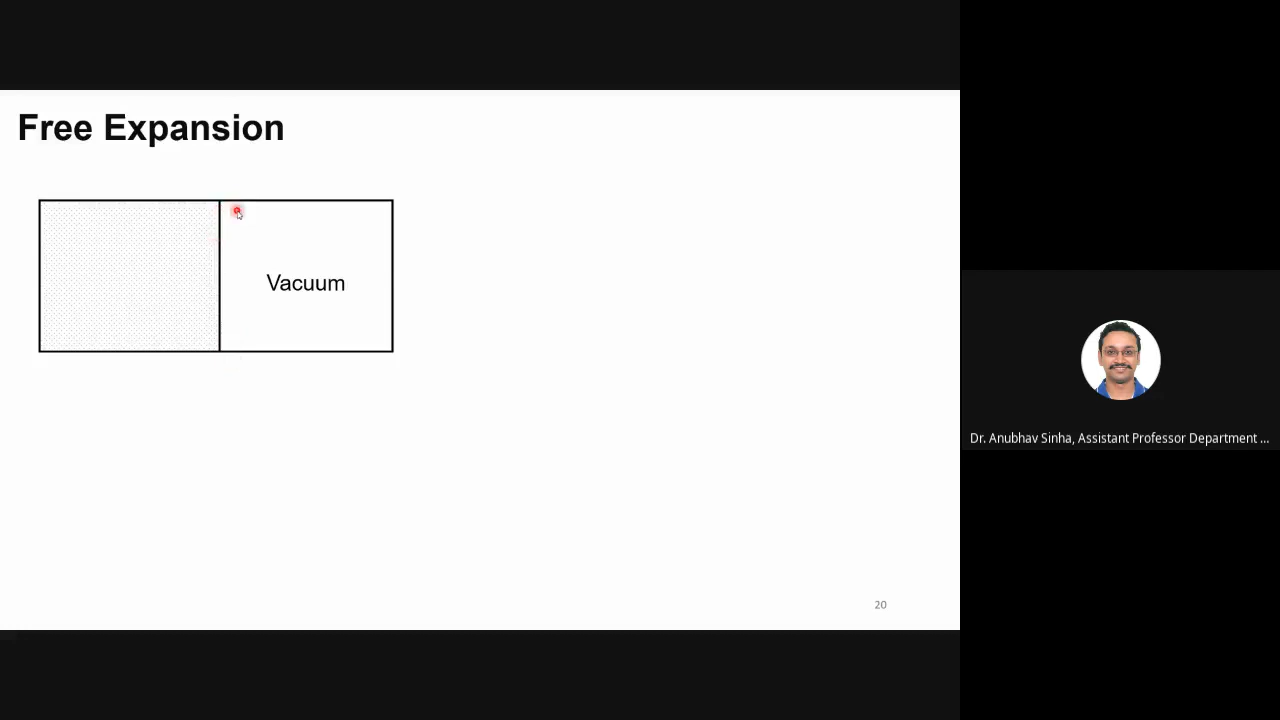 Free Expansion
Vacuum
20
Dr. Anubhav Sinha, Assistant Professor Department ...